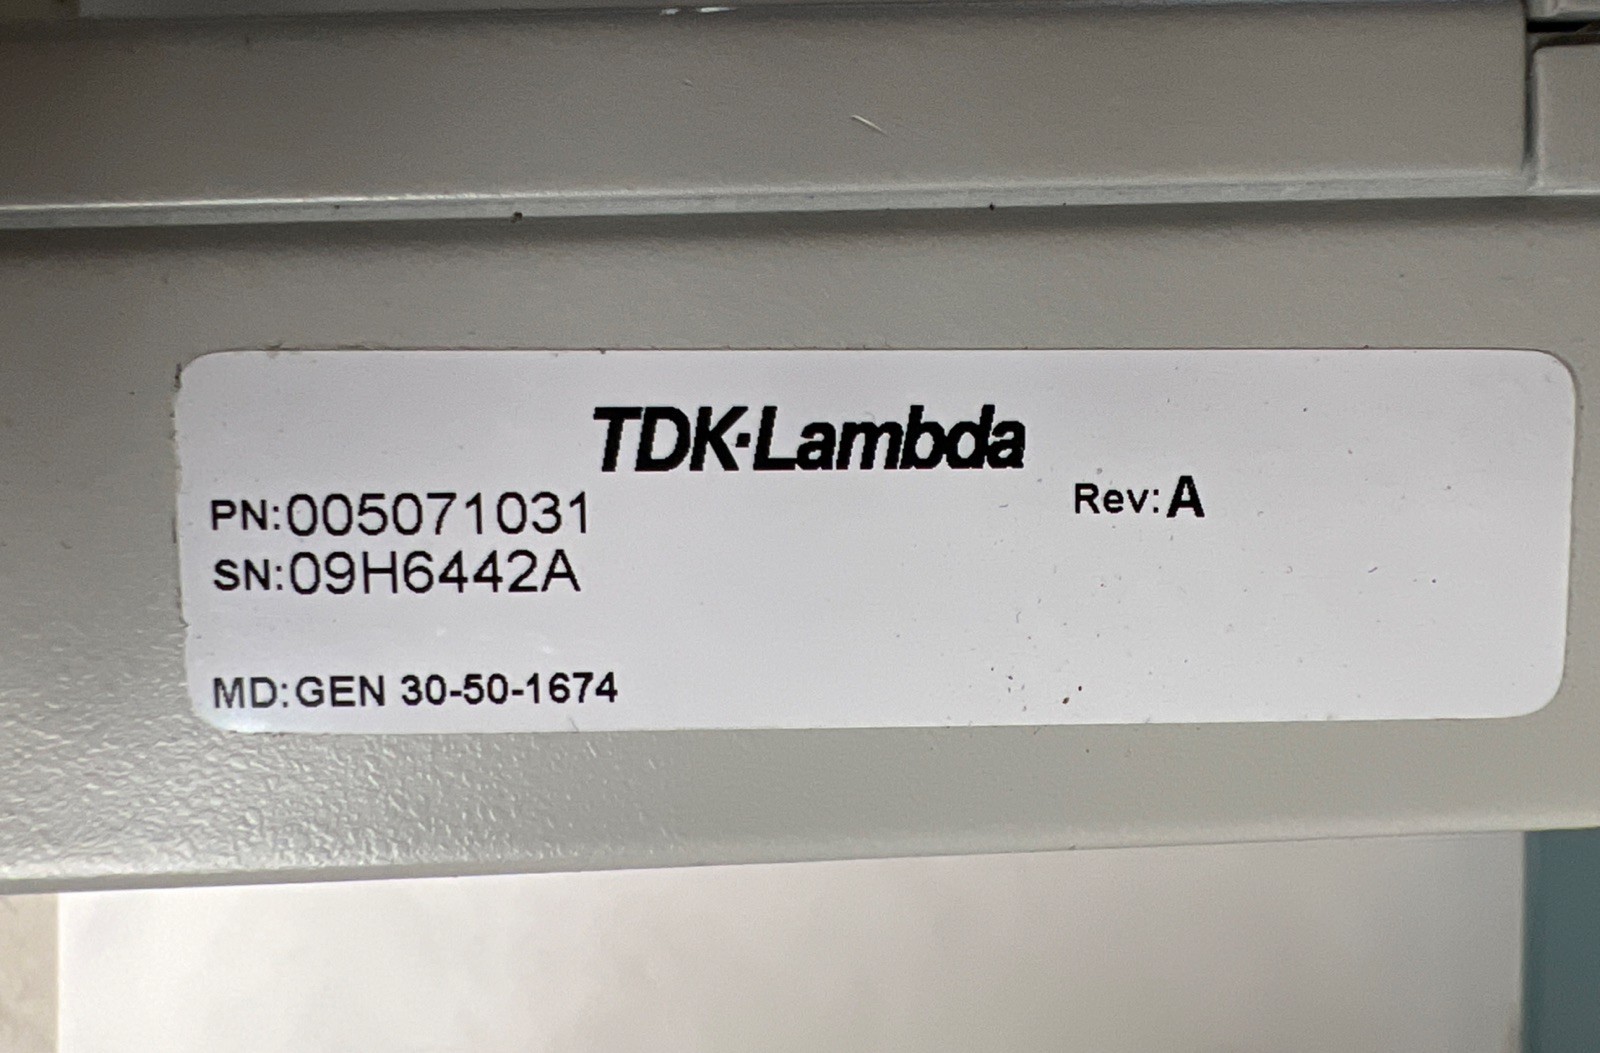 TDK·Lambda
PN:005071031
Rev:A
SN:09H6442A
MD:GEN 30-50-1674